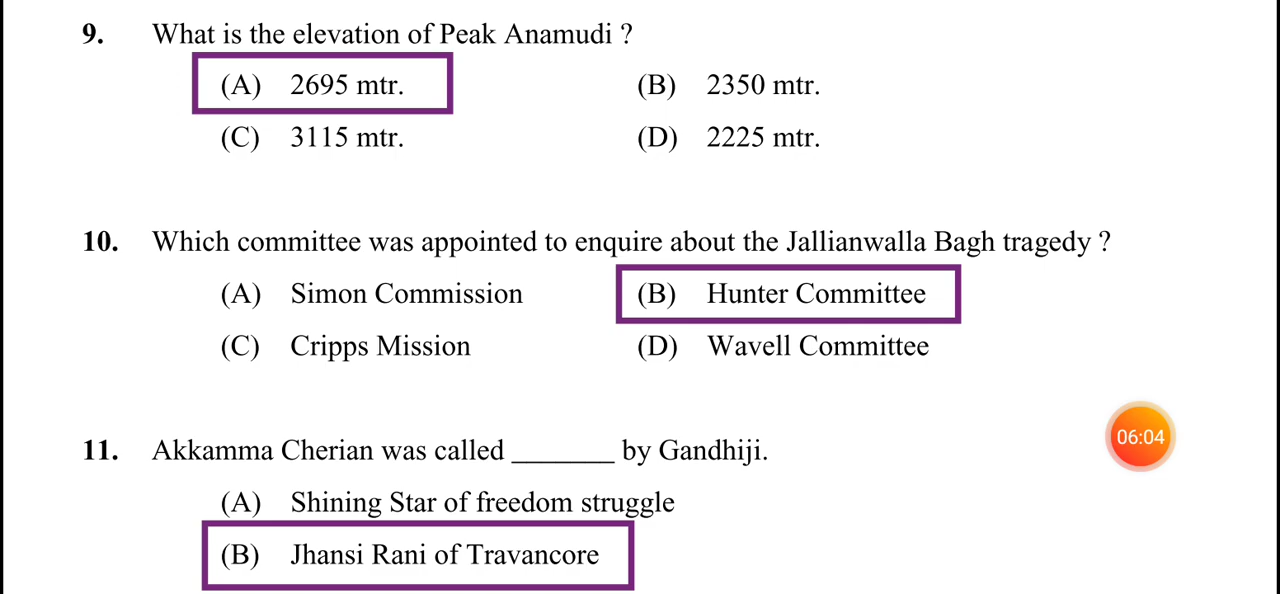 9. What is the elevation of Peak Anamudi ?
(A) 2695 mtr. (B) 2350 mtr.
(C) 3115 mtr. (D) 2225 mtr.
10. Which committee was appointed to enquire about the Jallianwalla Bagh tragedy ?
(A) Simon Commission (B) Hunter Committee
(C) Cripps Mission (D) Wavell Committee
11. Akkamma Cherian was called _______ by Gandhiji.
06:04
(A) Shining Star of freedom struggle
(B) Jhansi Rani of Travancore